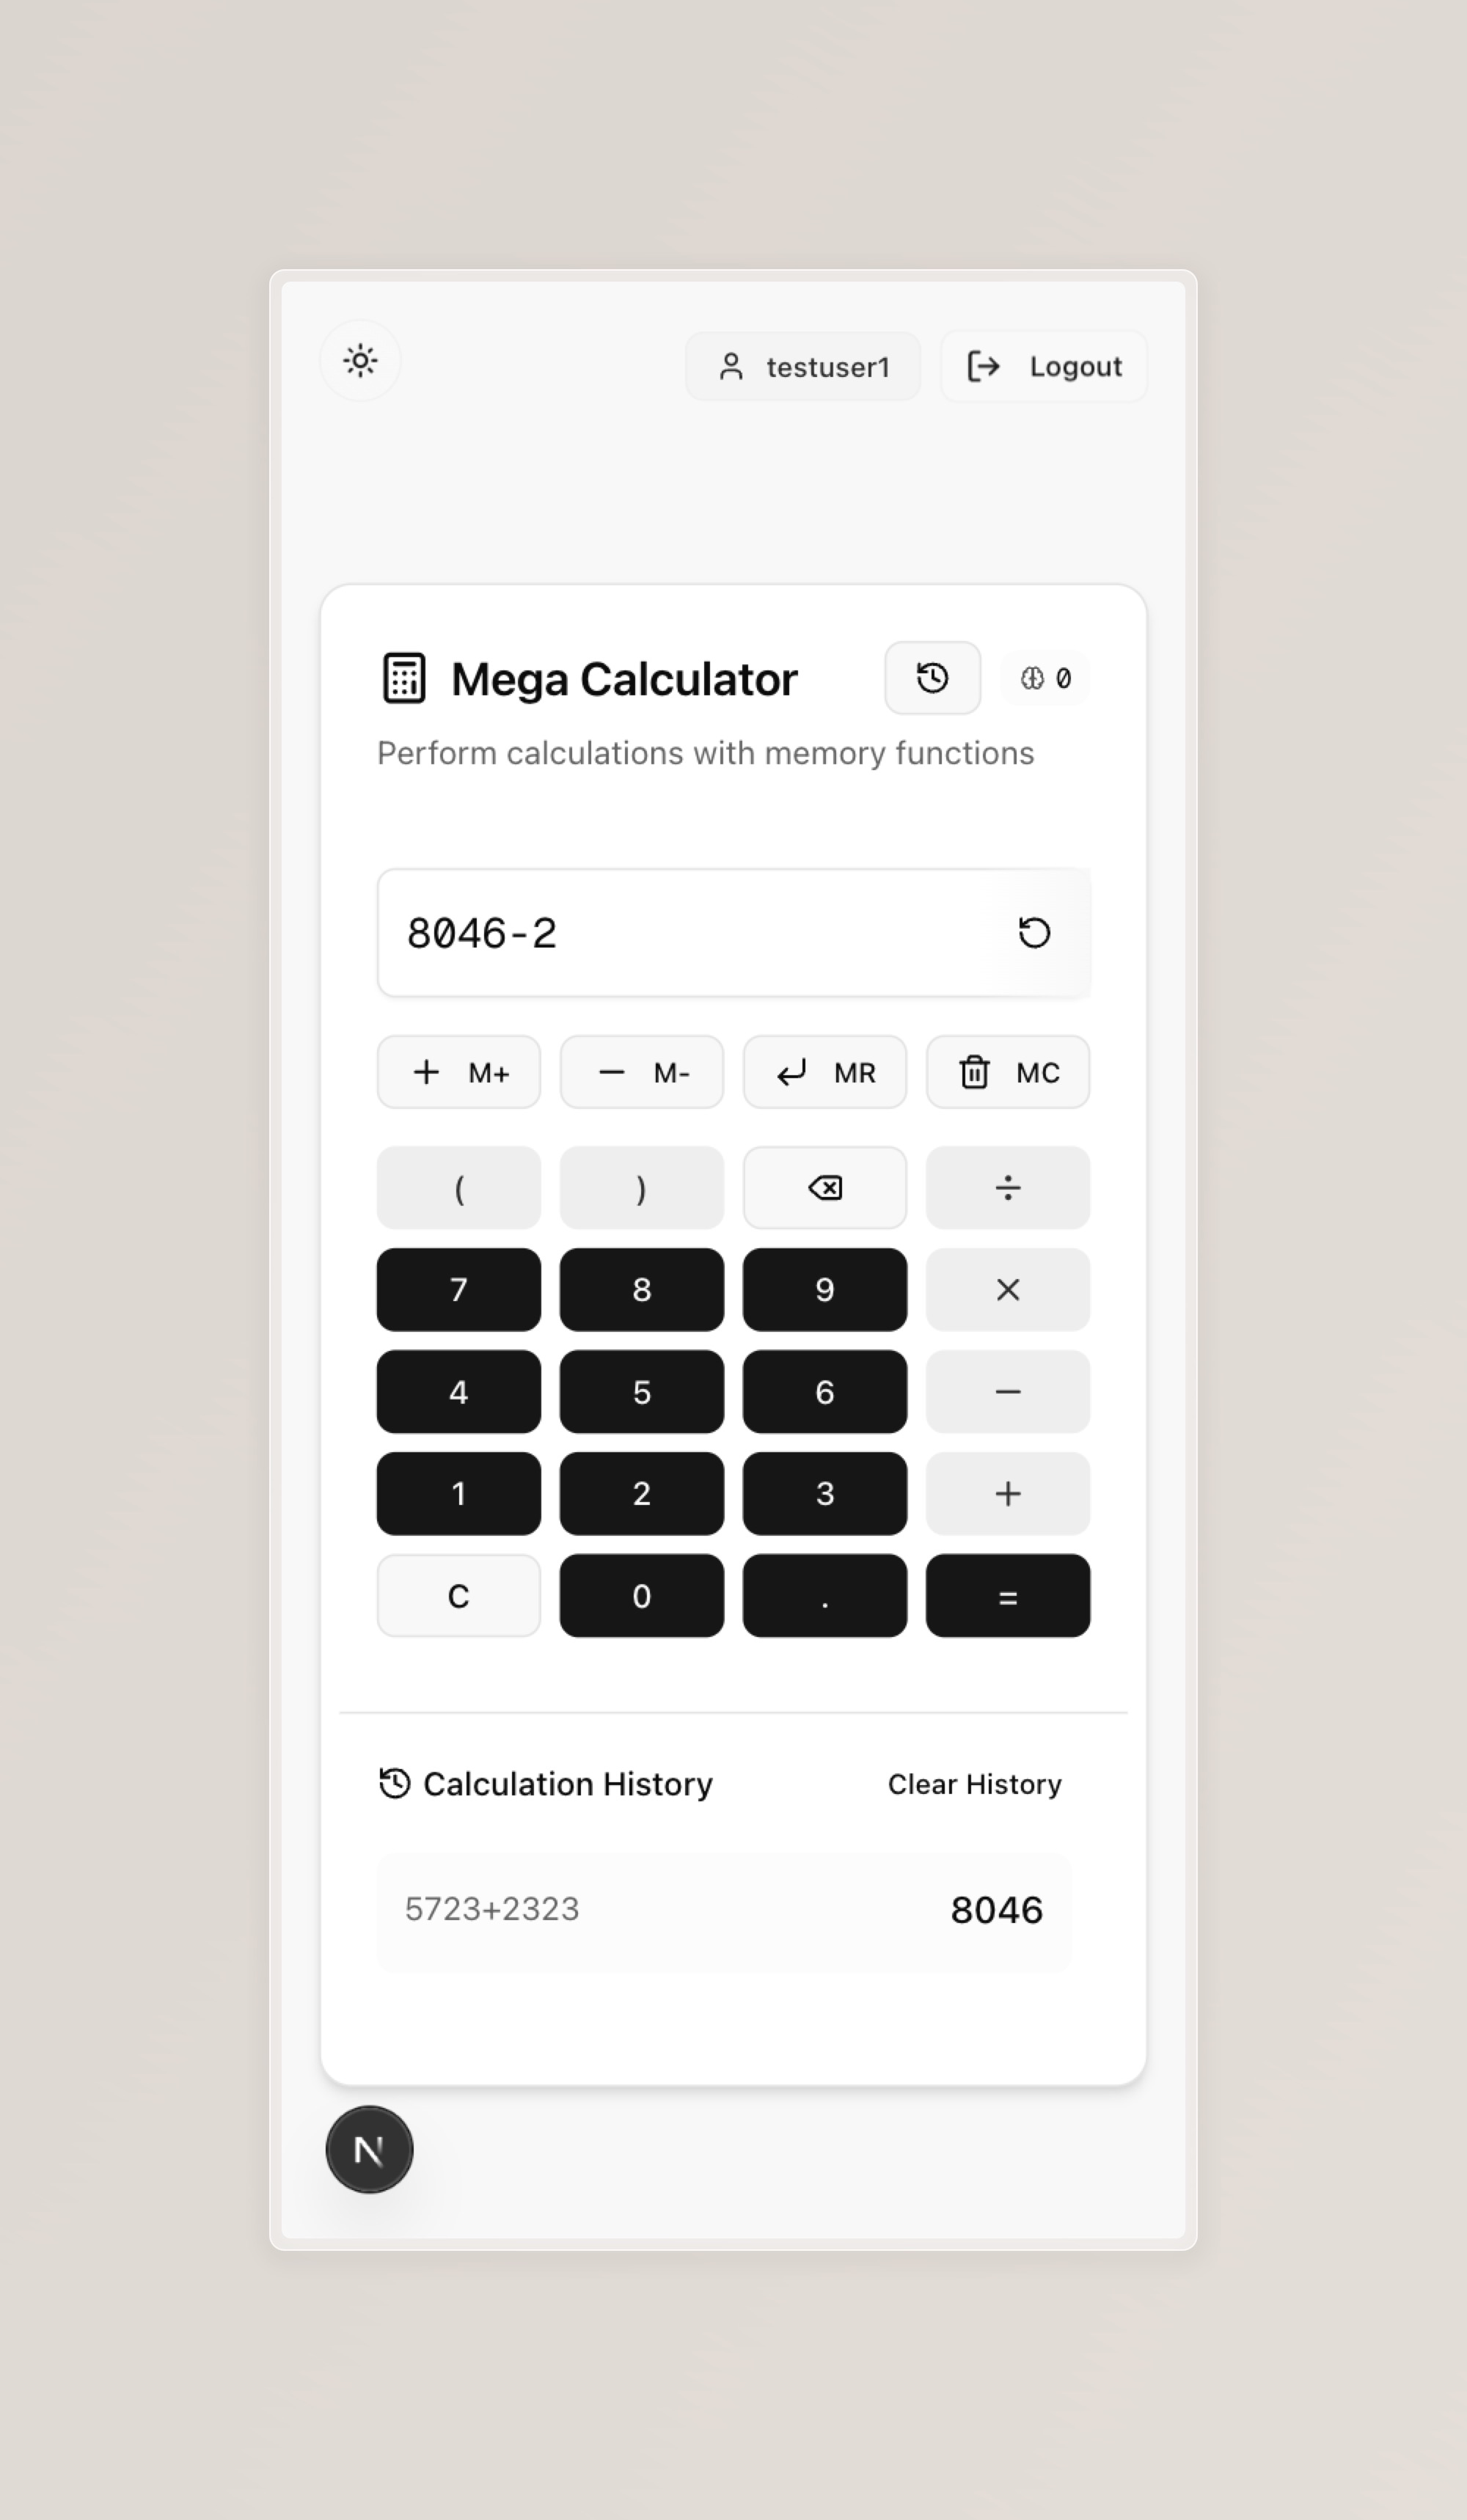 testuser1 Logout
Mega Calculator 0
Perform calculations with memory functions
8046-2
M+ M- MR MC
( ) ÷
7 8 9 ×
4 5 6 −
1 2 3 +
C 0 . =
Calculation History Clear History
5723+2323 8046
N